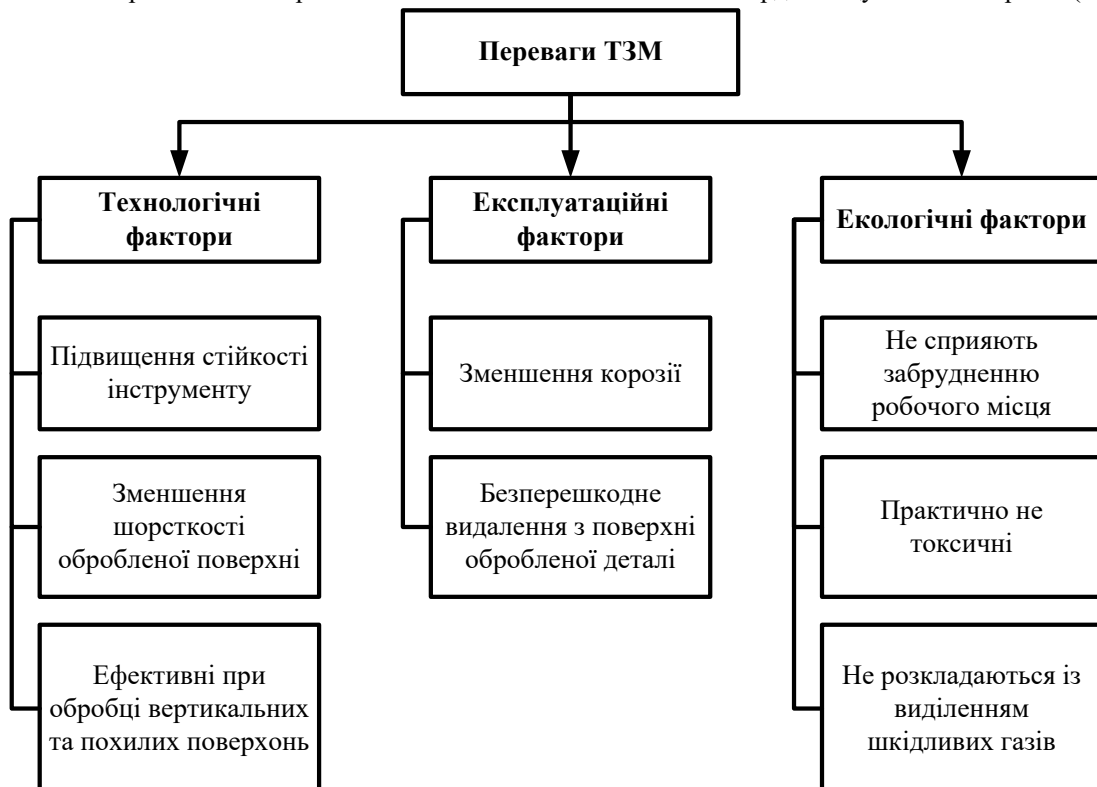 Переваги ТЗМ
Технологічні
фактори
Підвищення стійкості
інструменту
Зменшення
шорсткості
обробленої поверхні
Ефективні при
обробці вертикальних
та похилих поверхонь
Експлуатаційні
фактори
Зменшення корозії
Безперешкодне
видалення з поверхні
обробленої деталі
Екологічні фактори
Не сприяють
забрудненню
робочого місця
Практично не
токсичні
Не розкладаються із
виділенням
шкідливих газів